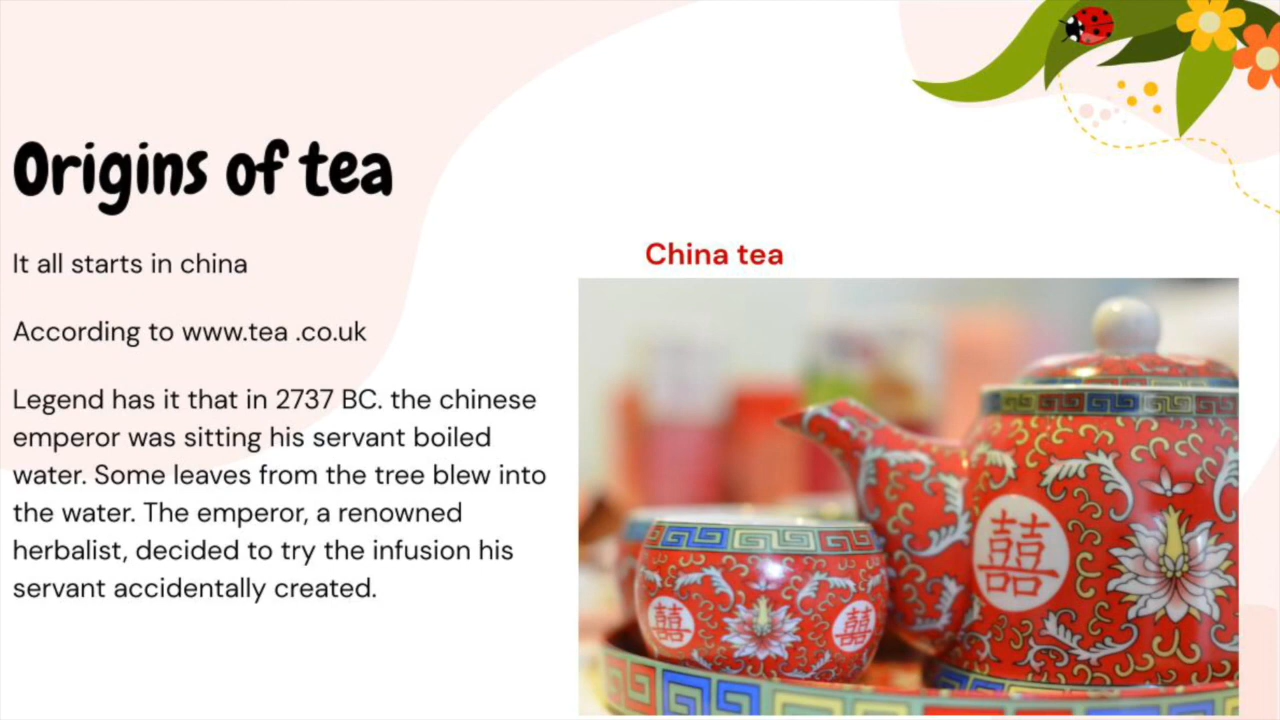 Origins of tea
It all starts in china
According to www.tea .co.uk
Legend has it that in 2737 BC. the chinese
emperor was sitting his servant boiled
water. Some leaves from the tree blew into
the water. The emperor, a renowned
herbalist, decided to try the infusion his
servant accidentally created.
China tea
囍
囍 囍